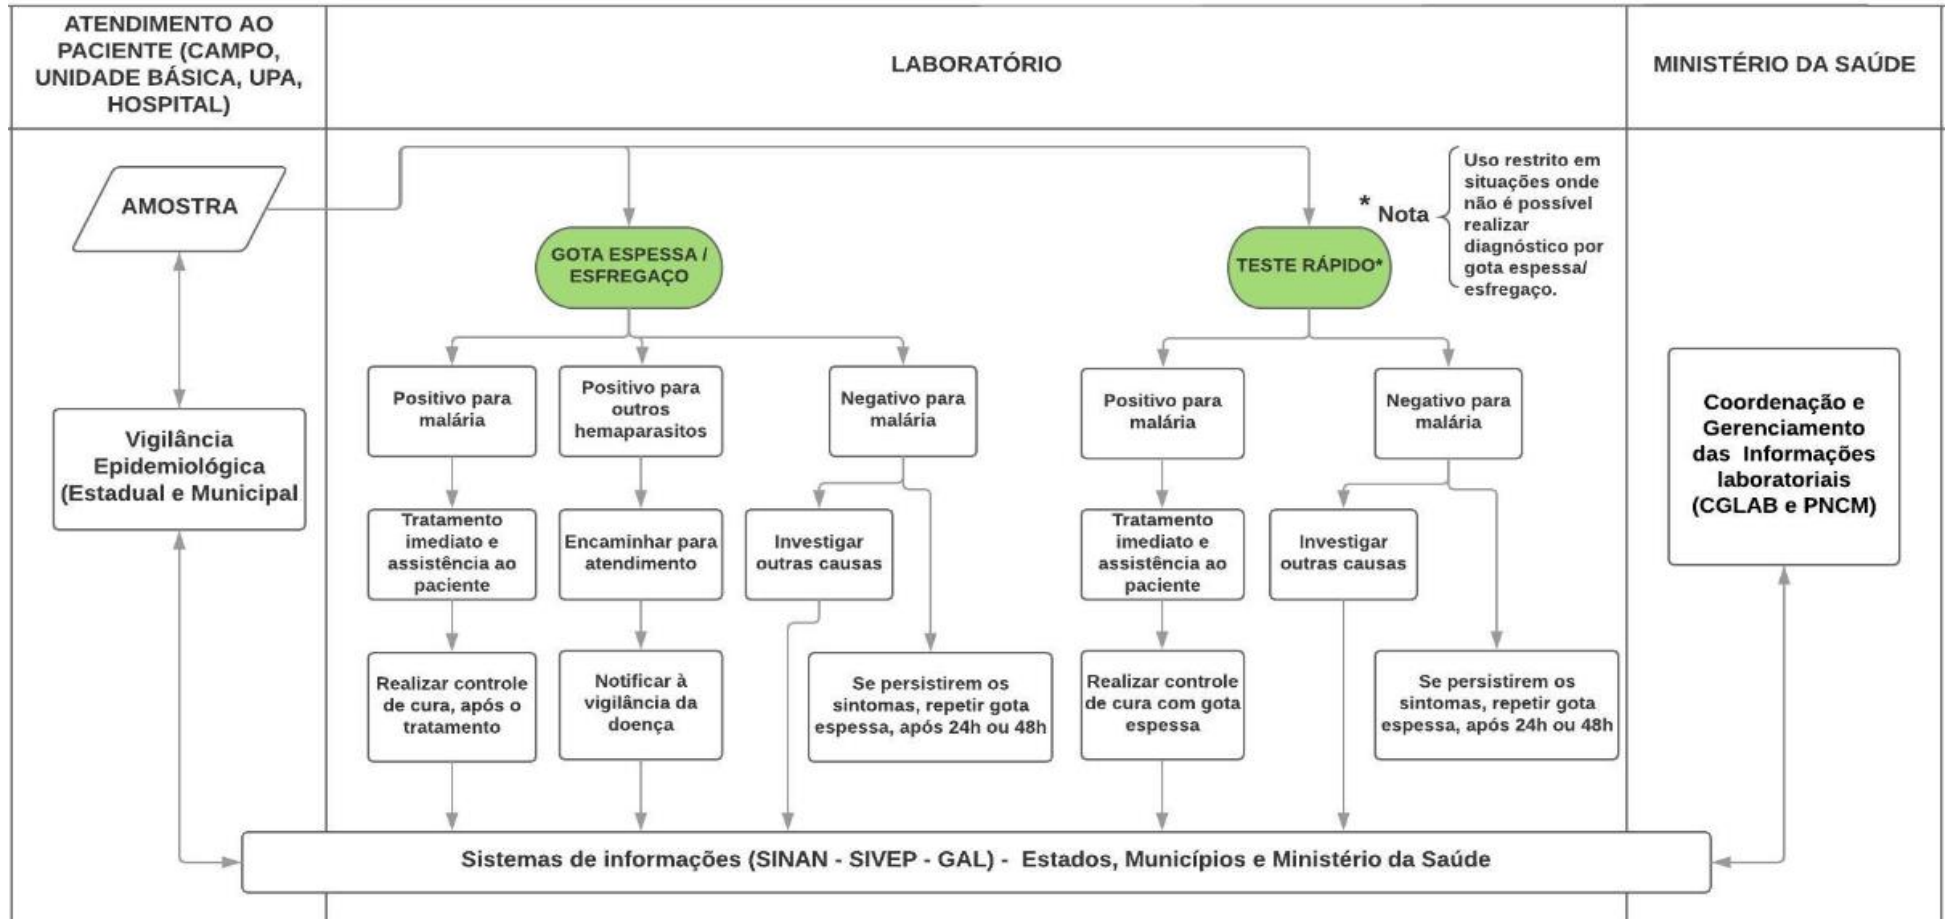 ATENDIMENTO AO
PACIENTE (CAMPO,
UNIDADE BÁSICA, UPA,
HOSPITAL)
LABORATÓRIO
MINISTÉRIO DA SAÚDE
AMOSTRA
Vigilância
Epidemiológica
(Estadual e Municipal
GOTA ESPESSA /
ESFREGAÇO
TESTE RÁPIDO*
* Nota
Uso restrito em
situações onde
não é possível
realizar
diagnóstico por
gota espessa/
esfregaço.
Positivo para
malária
Positivo para
outros
hemaparasitos
Negativo para
malária
Positivo para
malária
Negativo para
malária
Tratamento
imediato e
assistência ao
paciente
Encaminhar para
atendimento
Investigar
outras causas
Tratamento
imediato e
assistência ao
paciente
Investigar
outras causas
Realizar controle
de cura, após o
tratamento
Notificar à
vigilância da
doença
Se persistirem os
sintomas, repetir gota
espessa, após 24h ou 48h
Realizar controle
de cura com gota
espessa
Se persistirem os
sintomas, repetir gota
espessa, após 24h ou 48h
Coordenação e
Gerenciamento
das Informações
laboratoriais
(CGLAB e PNCM)
Sistemas de informações (SINAN - SIVEP - GAL) - Estados, Municípios e Ministério da Saúde